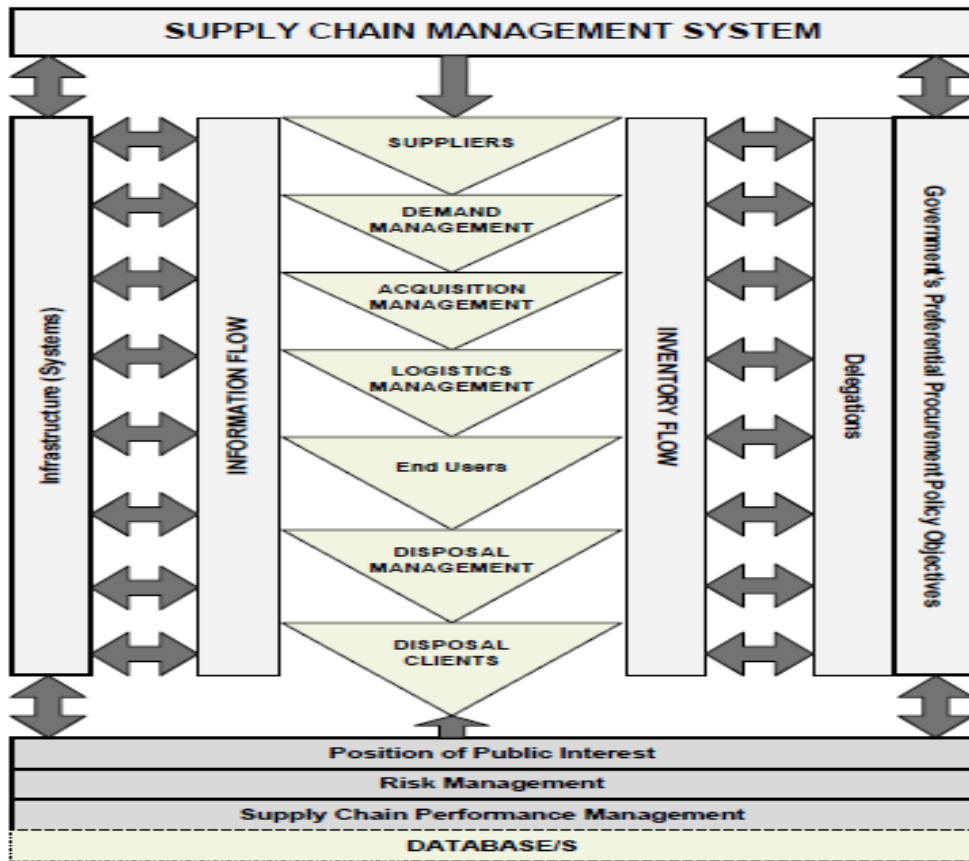 SUPPLY CHAIN MANAGEMENT SYSTEM
Infrastructure (Systems)
INFORMATION FLOW
SUPPLIERS
DEMAND
MANAGEMENT
ACQUISITION
MANAGEMENT
LOGISTICS
MANAGEMENT
End Users
DISPOSAL
MANAGEMENT
DISPOSAL
CLIENTS
INVENTORY FLOW
Delegations
Government's Preferential Procurement Policy Objectives
Position of Public Interest
Risk Management
Supply Chain Performance Management
DATABASE/S